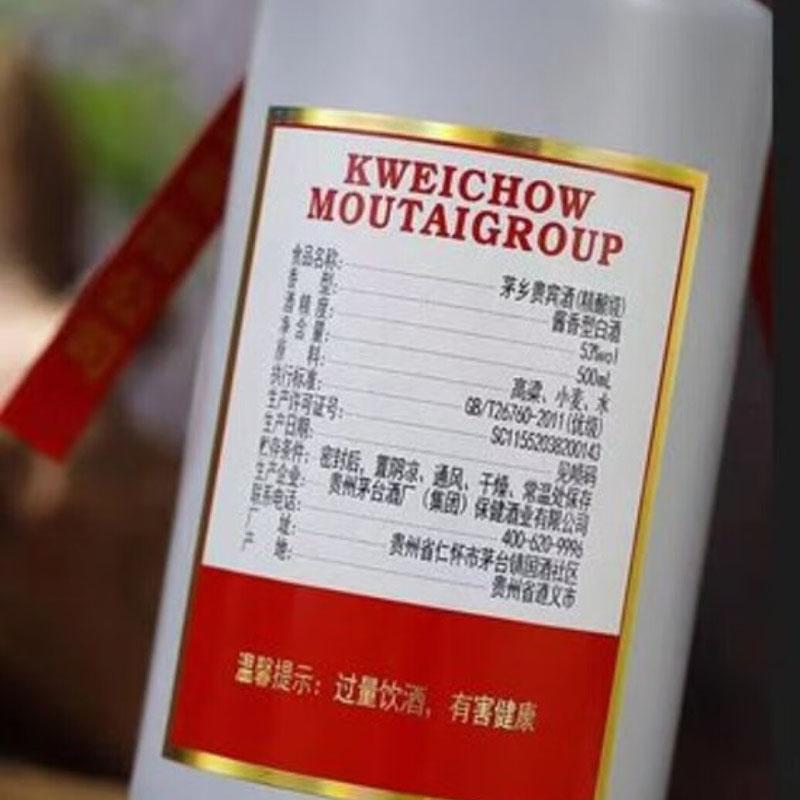 KWEICHOW
MOUTAIGROUP
食品名称: 茅乡贵宾酒(精酿级)
香型: 酱香型白酒
酒精度: 53%vol
净含量: 500mL
原料: 高粱、小麦、水
执行标准: GB/T26760-2011(优级)
生产许可证号: SC11552038200143
生产日期: 见喷码
贮存条件: 密封后, 置阴凉、通风、干燥、常温处保存
生产企业: 贵州茅台酒厂(集团)保健酒业有限公司
联系电话: 400-620-9996
厂址: 贵州省仁怀市茅台镇国酒社区
产地: 贵州省遵义市
温馨提示: 过量饮酒, 有害健康